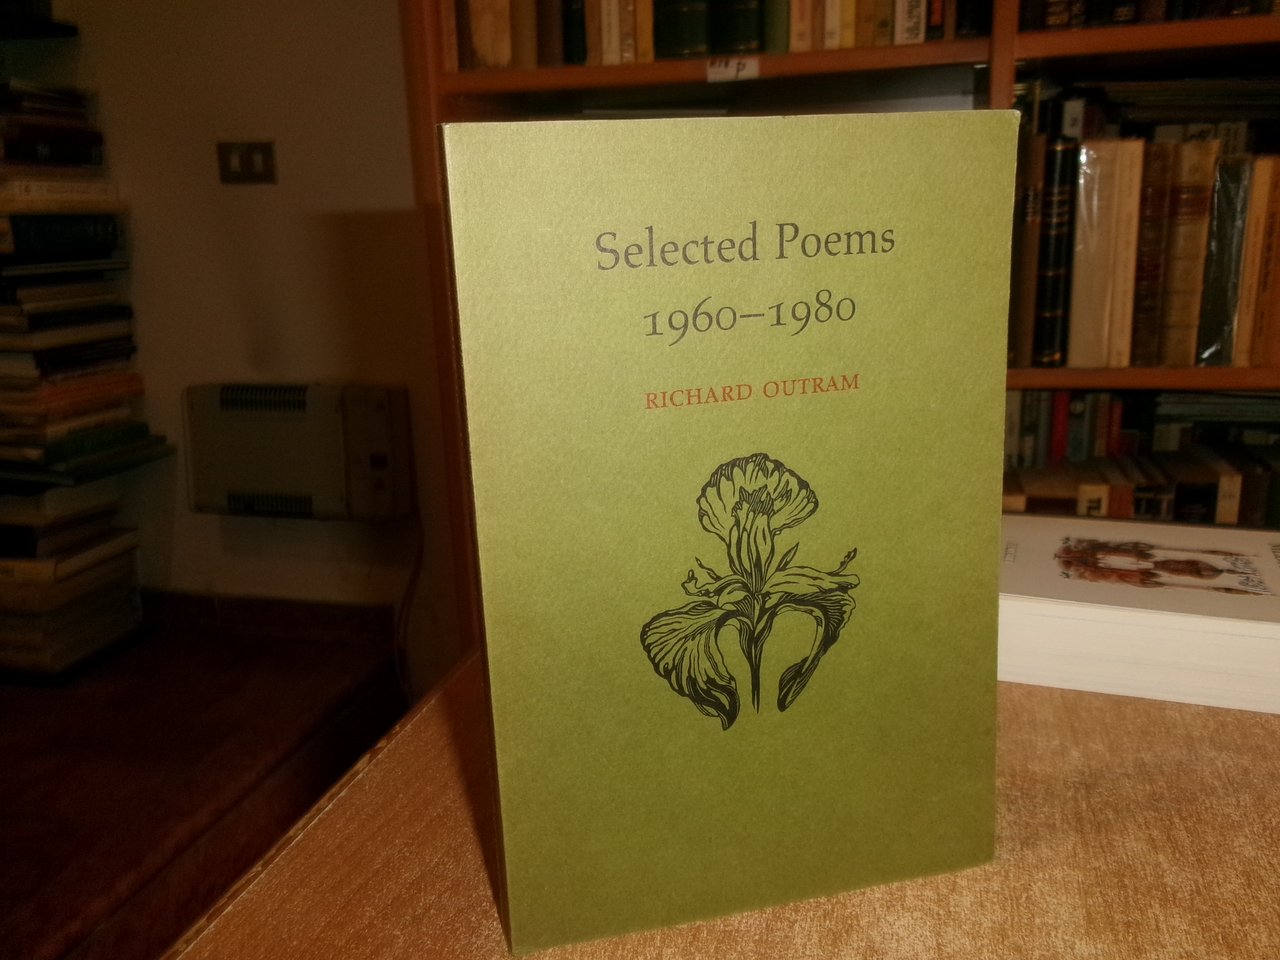 Selected Poems
1960–1980
RICHARD OUTRAM